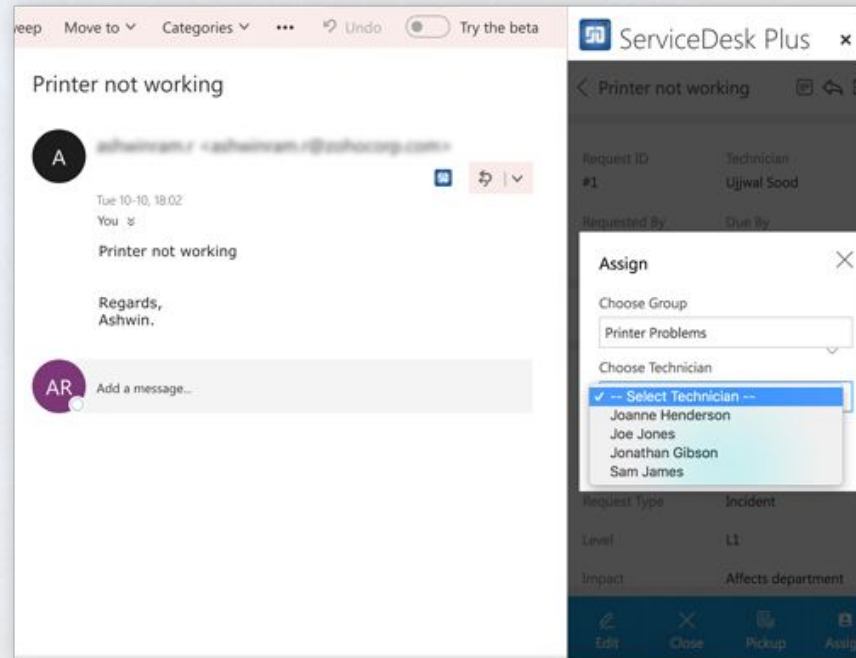 Move to
Categories
Undo
Try the beta
Printer not working
A
Tue 10-10, 18.02
You
Printer not working
Regards,
Ashwin.
AR
Add a message...
ServiceDesk Plus
Printer not working
Request ID
Technician
#1
Ujjwal Sood
Requested By
Due By
Assign
Choose Group
Printer Problems
Choose Technician
-- Select Technician --
Joanne Henderson
Joe Jones
Jonathan Gibson
Sam James
Request Type
Incident
Level
L1
Impact
Affects department
Edit
Close
Pickup